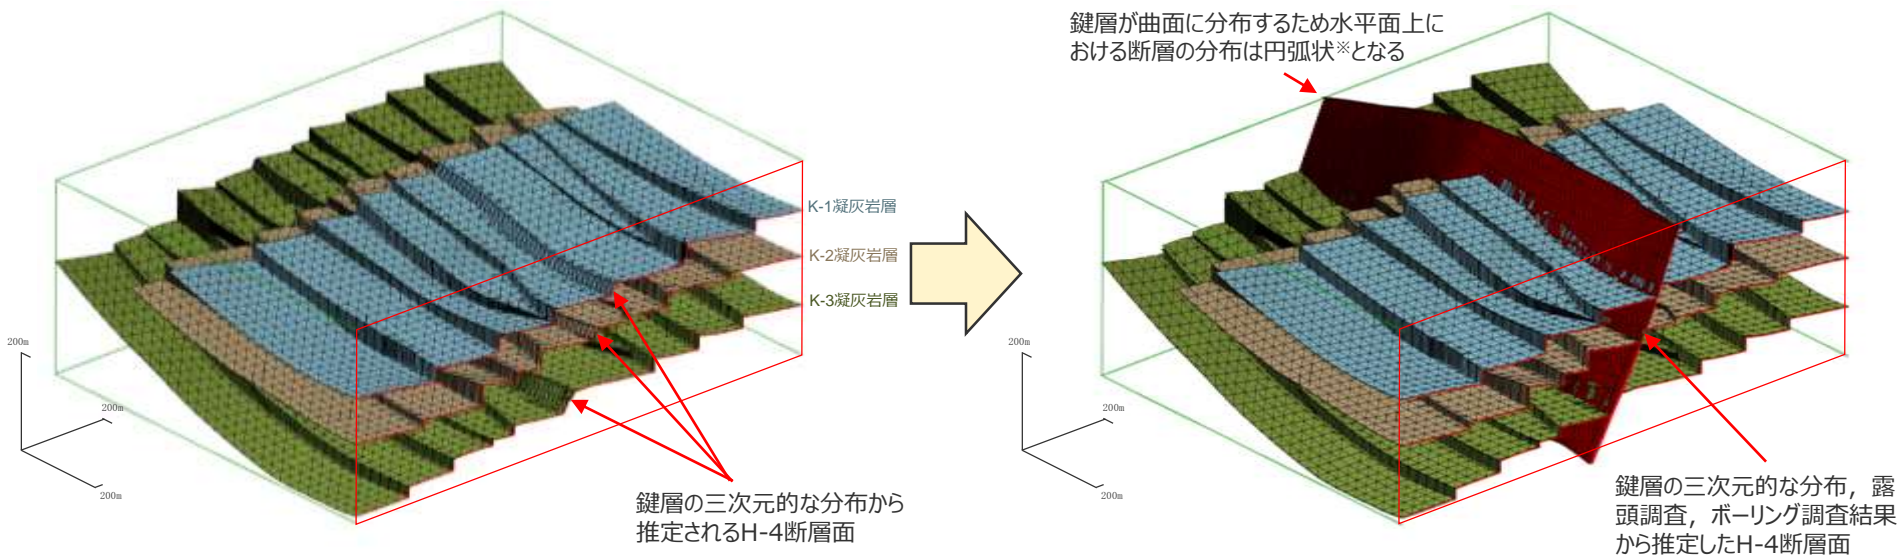 鍵層が曲面に分布するため水平面上に
おける断層の分布は円弧状※となる
K-1凝灰岩層
K-2凝灰岩層
K-3凝灰岩層
200m
200m
200m
200m
200m
200m
鍵層の三次元的な分布から
推定されるH-4断層面
鍵層の三次元的な分布，露
頭調査，ボーリング調査結果
から推定したH-4断層面